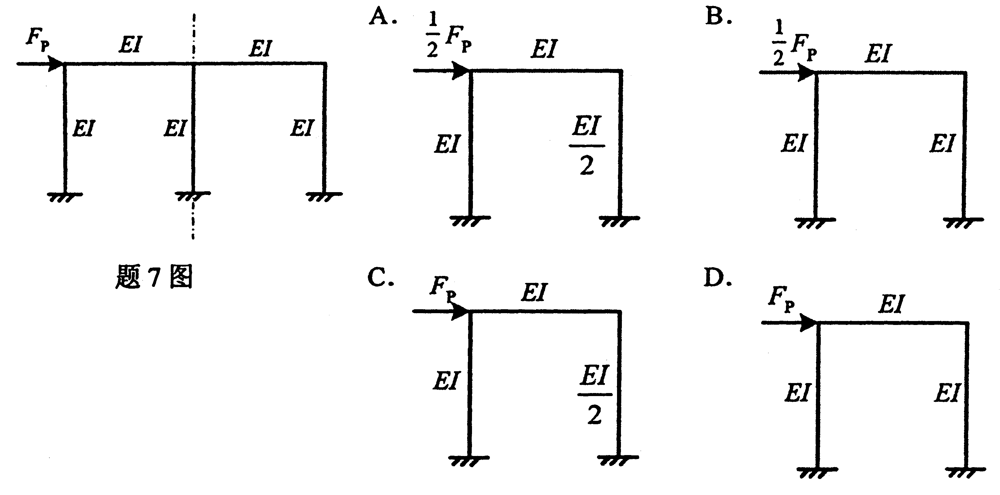 F_P EI EI
EI EI EI
题 7 图
A.
1/2 F_P EI
EI EI/2
B.
1/2 F_P EI
EI EI
C.
F_P EI
EI EI/2
D.
F_P EI
EI EI